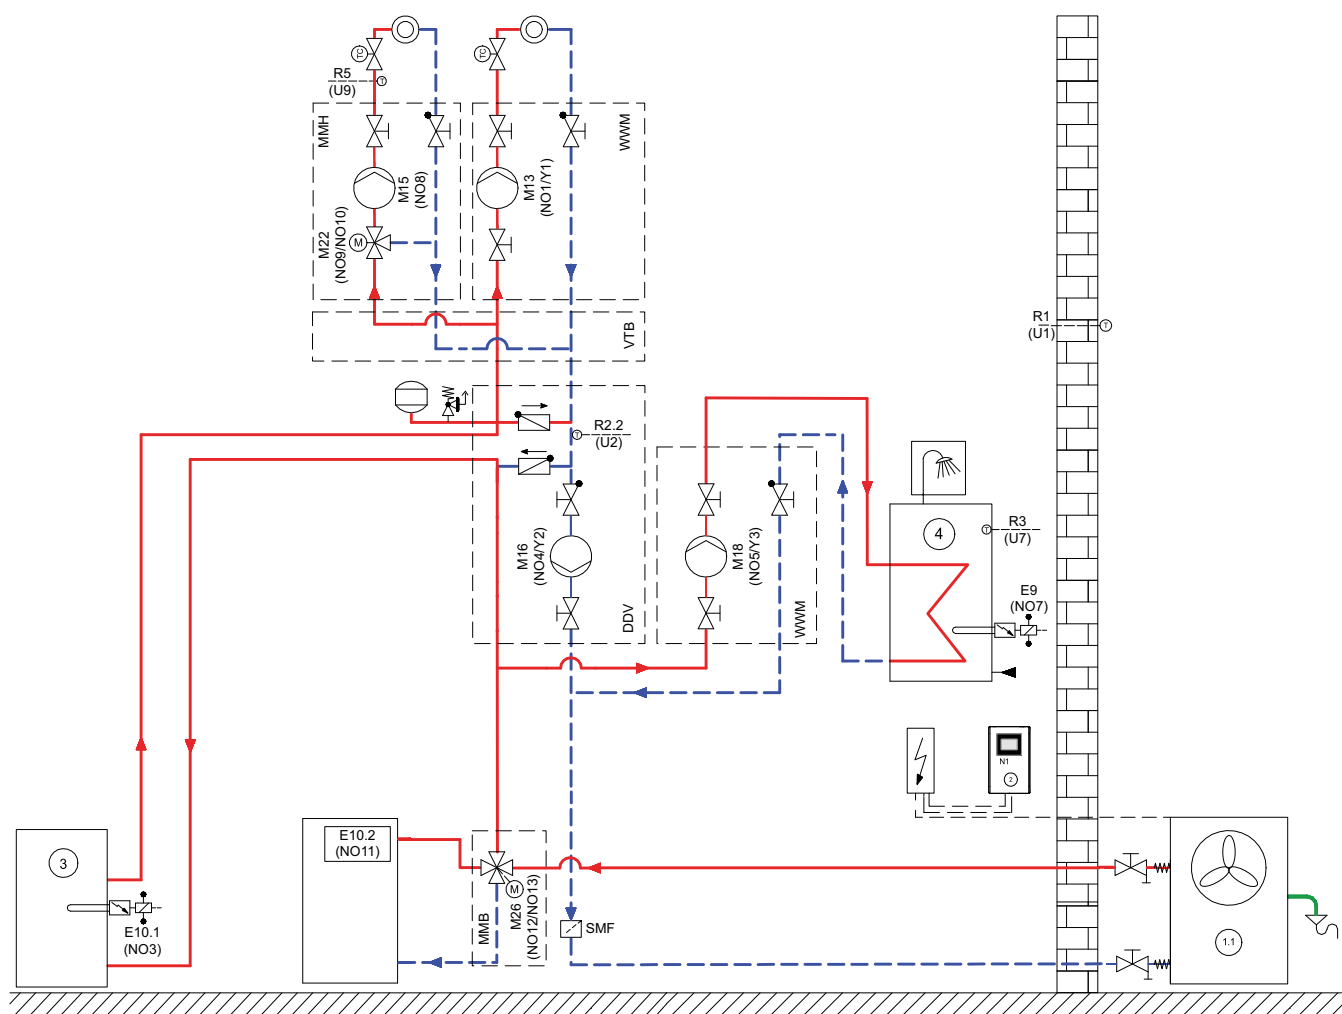 TC
TC
R5
(U9)
T
MMH
WWM
M15
(NO8)
M13
(NO1/Y1)
M22
(NO9/NO10)
M
R1
(U1)
T
VTB
R2.2
(U2)
T
4
R3
(U7)
T
M16
(NO4/Y2)
M18
(NO5/Y3)
E9
(NO7)
DDV
WWM
N1
2
3
E10.2
(NO11)
M
M26
(NO12/NO13)
MMB
SMF
E10.1
(NO3)
1.1